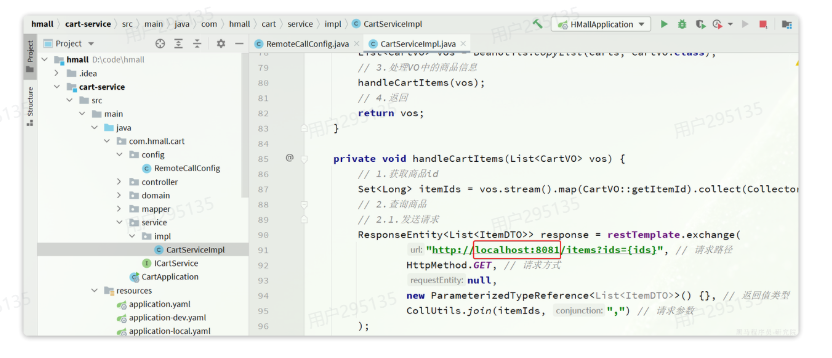 hmall cart-service src main java com hmall cart service impl CartServiceImpl HMallApplication
Project RemoteCallConfig.java CartServiceImpl.java
hmall D:\code\hmall
.idea
cart-service
src
main
java
com.hmall.cart
config
RemoteCallConfig
controller
domain
mapper
service
impl
CartServiceImpl
ICartService
CartApplication
resources
application.yaml
application-dev.yaml
application-local.yaml
Project
Structure
79 // 3.处理VO中的商品信息
80 handleCartItems(vos);
81 // 4.返回
82 return vos;
83 }
84
85 @ private void handleCartItems(List<CartVO> vos) {
86 // 1.获取商品id
87 Set<Long> itemIds = vos.stream().map(CartVO::getItemId).collect(Collector
88 // 2.查询商品
89 // 2.1.发送请求
90 ResponseEntity<List<ItemDTO>> response = restTemplate.exchange(
91 url: "http://localhost:8081/items?ids={ids}", // 请求路径
92 HttpMethod.GET, // 请求方式
93 requestEntity: null,
94 new ParameterizedTypeReference<List<ItemDTO>>() {}, // 返回值类型
95 CollUtils.join(itemIds, conjunction: ",") // 请求参数
96 );
用户295135